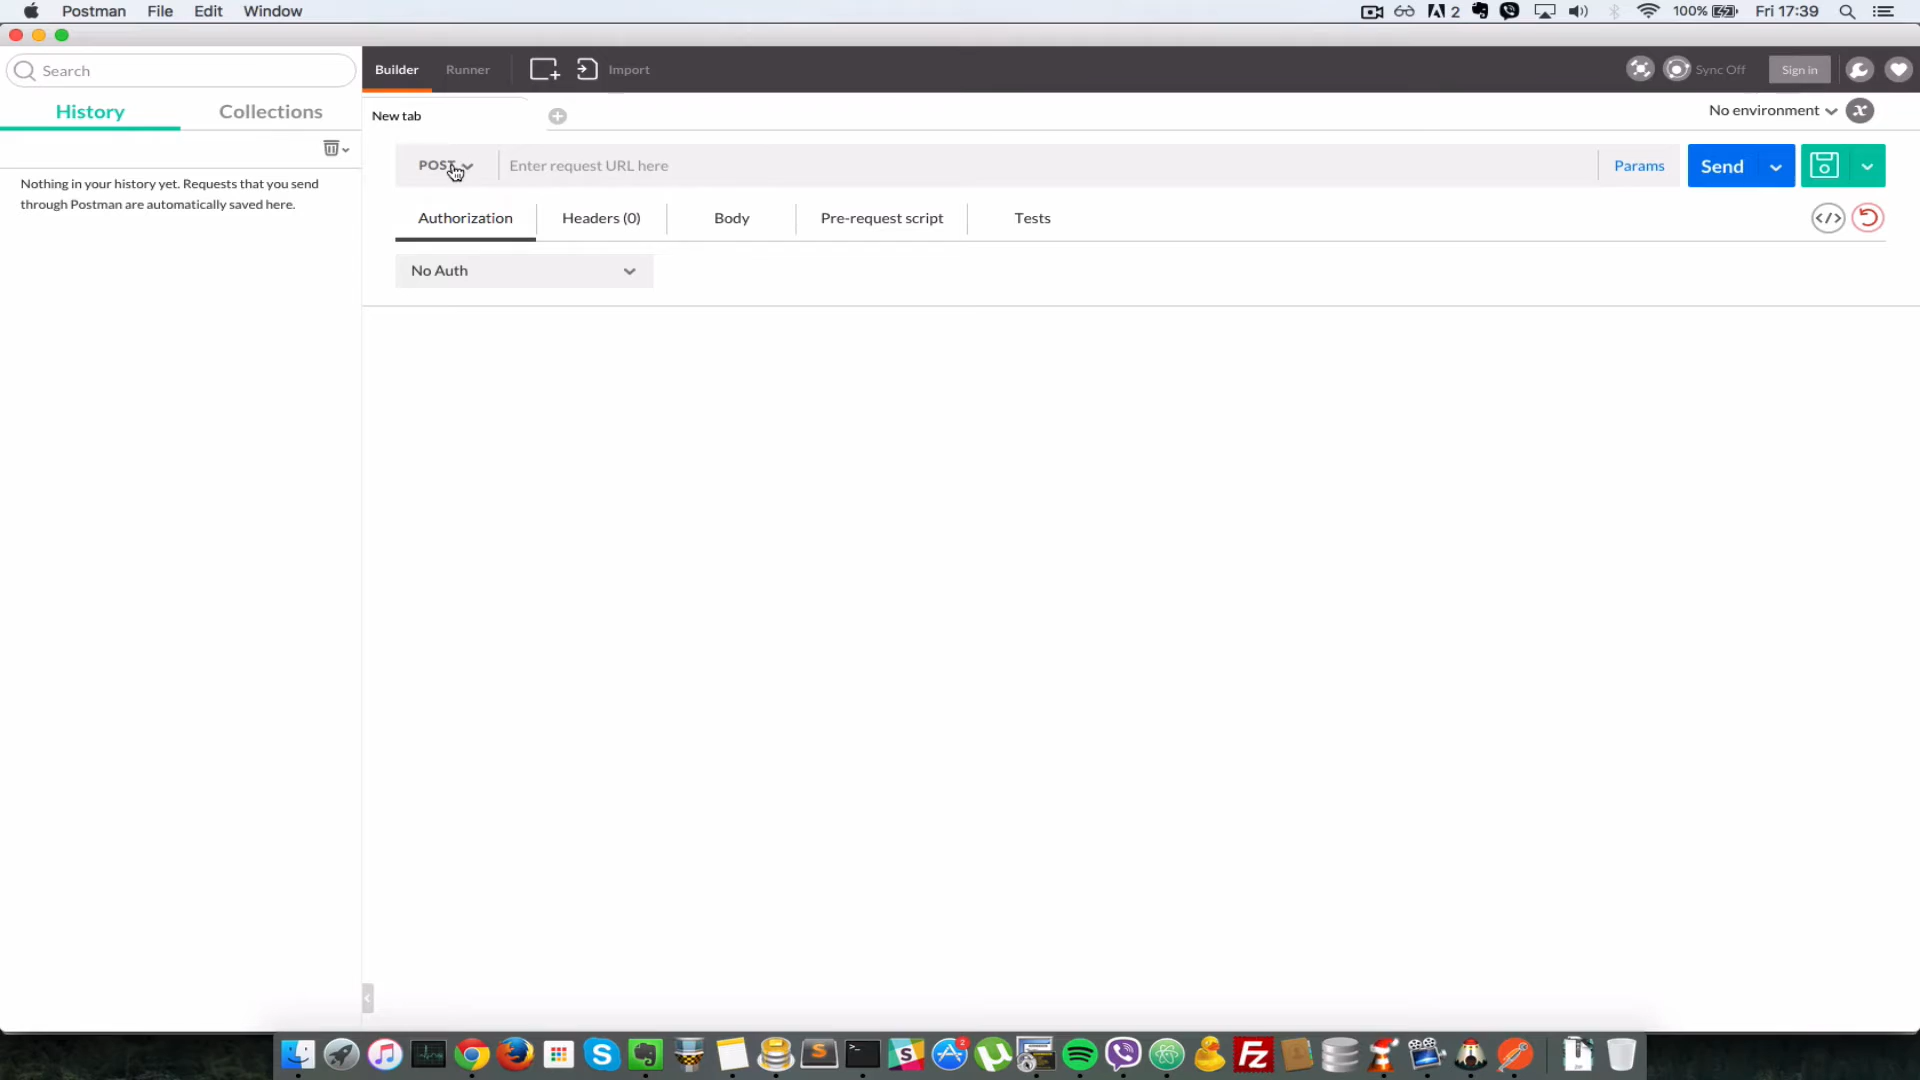 Postman File Edit Window
2 100% Fri 17:39
Search
Builder Runner Import
Sync Off Sign in
History Collections
New tab
No environment x
POST Enter request URL here Params Send
Nothing in your history yet. Requests that you send
through Postman are automatically saved here.
Authorization Headers (0) Body Pre-request script Tests
No Auth